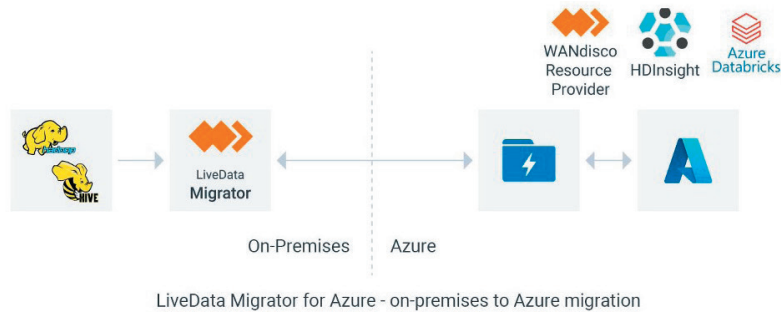 WANdisco
Resource
Provider
HDInsight
Azure
Databricks
hadoop
HIVE
LiveData
Migrator
On-Premises
Azure
LiveData Migrator for Azure - on-premises to Azure migration